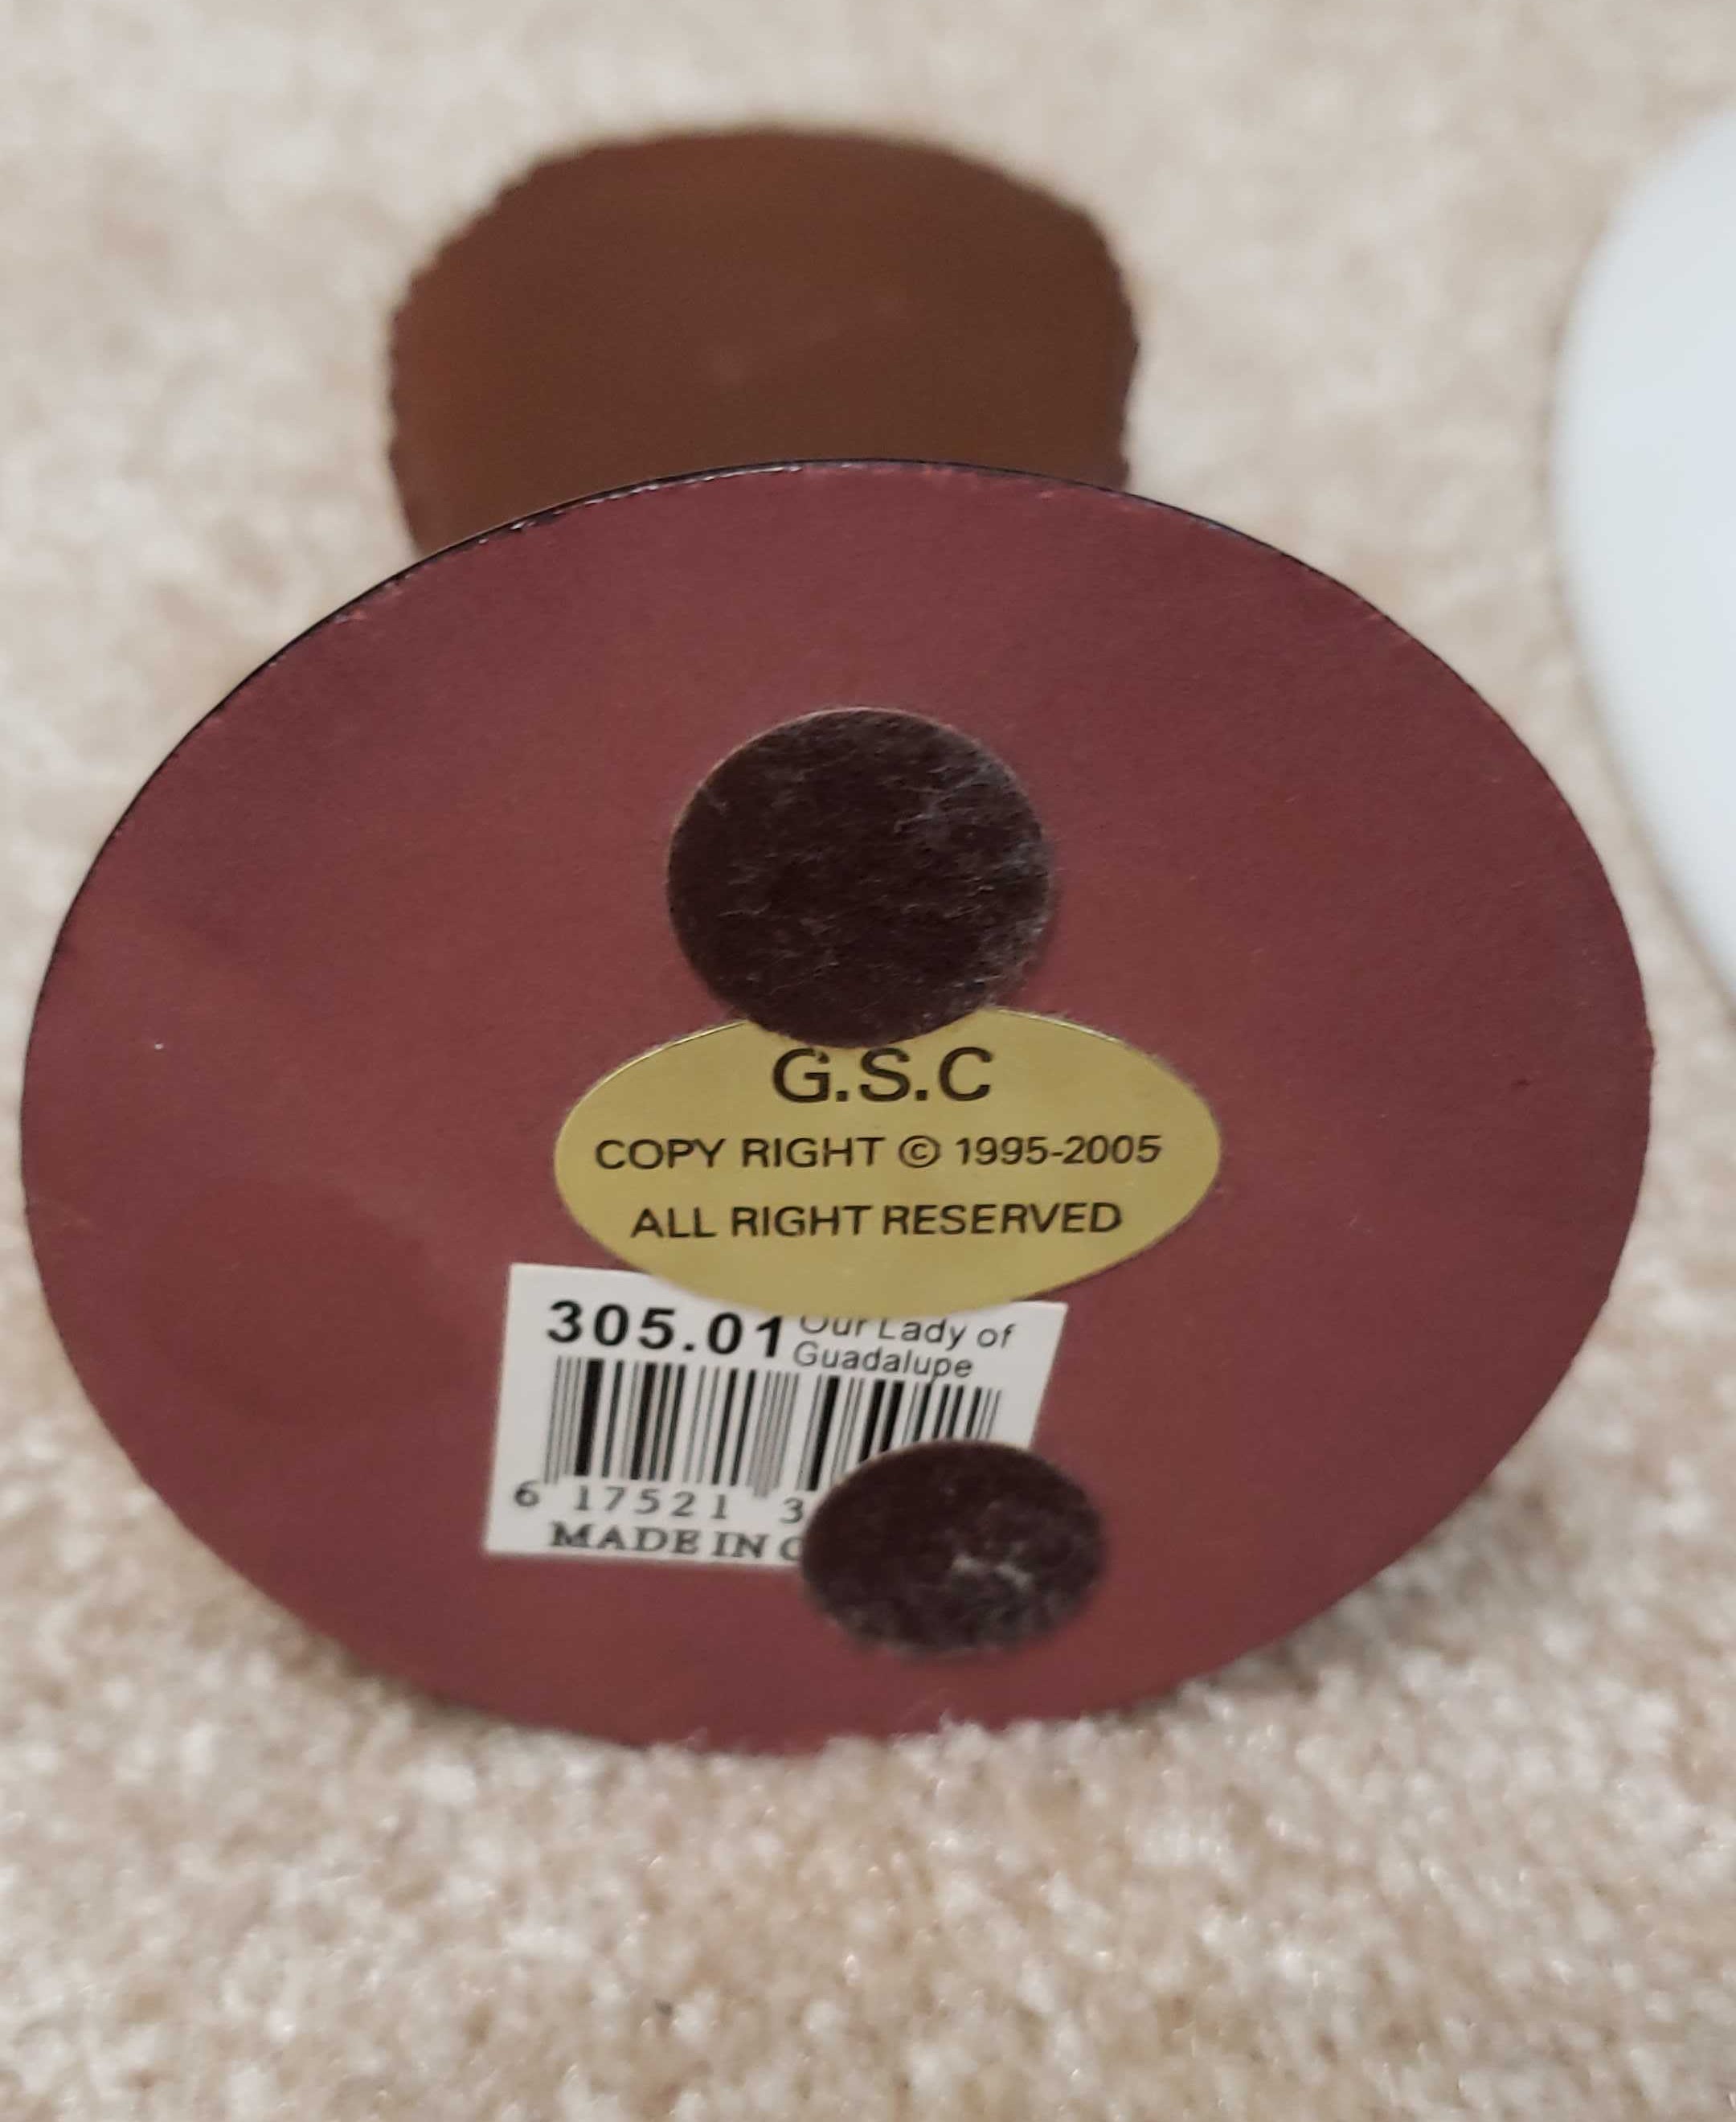 G.S.C
COPY RIGHT © 1995-2005
ALL RIGHT RESERVED
305.01 Our Lady of
Guadalupe
6 17521 3
MADE IN